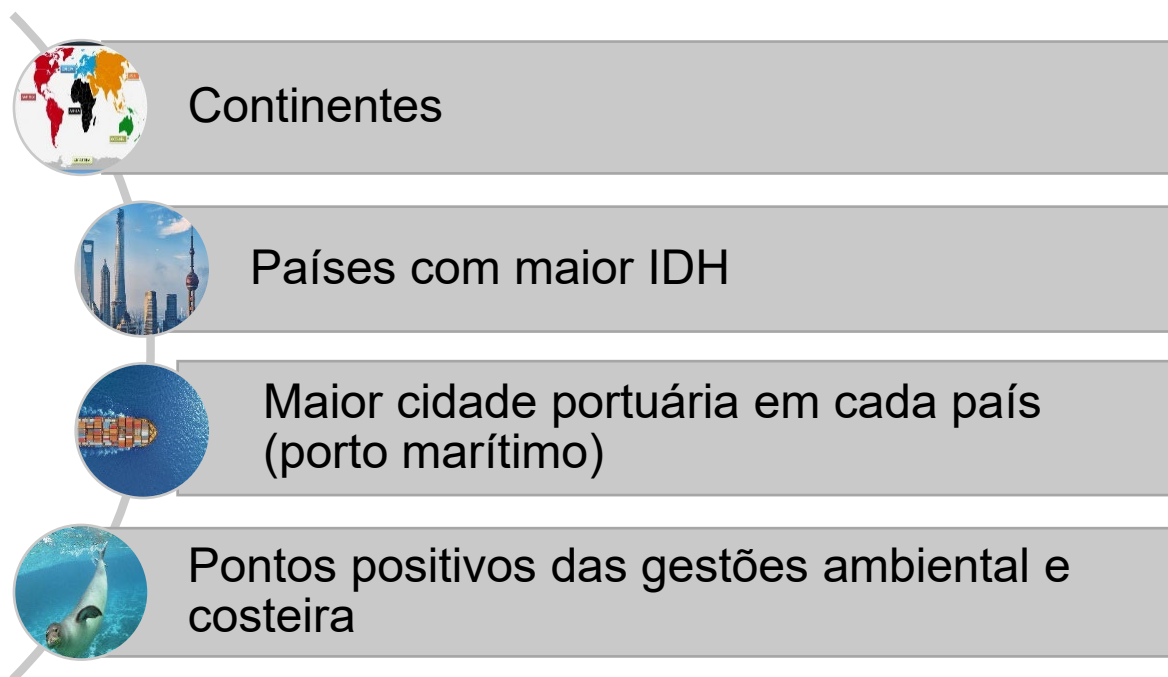 Continentes
Países com maior IDH
Maior cidade portuária em cada país
(porto marítimo)
Pontos positivos das gestões ambiental e
costeira